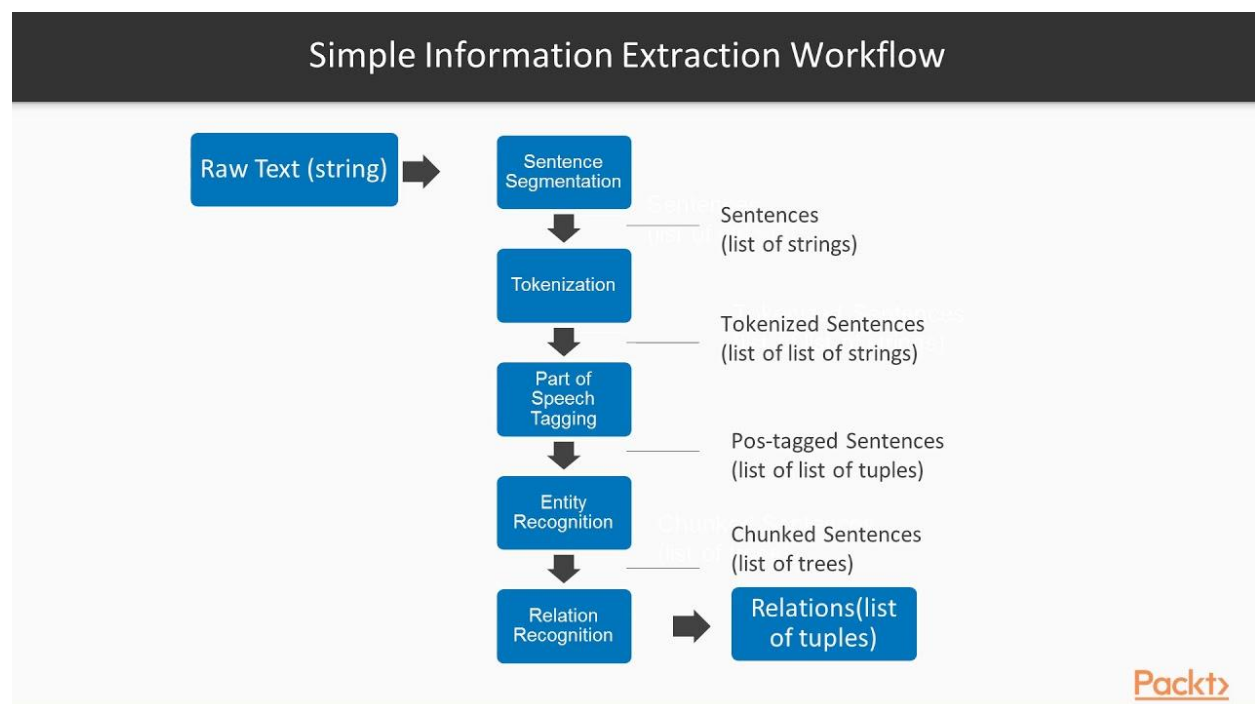 Simple Information Extraction Workflow
Raw Text (string)
Sentence
Segmentation
Sentences
(list of strings)
Tokenization
Tokenized Sentences
(list of list of strings)
Part of
Speech
Tagging
Pos-tagged Sentences
(list of list of tuples)
Entity
Recognition
Chunked Sentences
(list of trees)
Relation
Recognition
Relations(list
of tuples)
Packt>